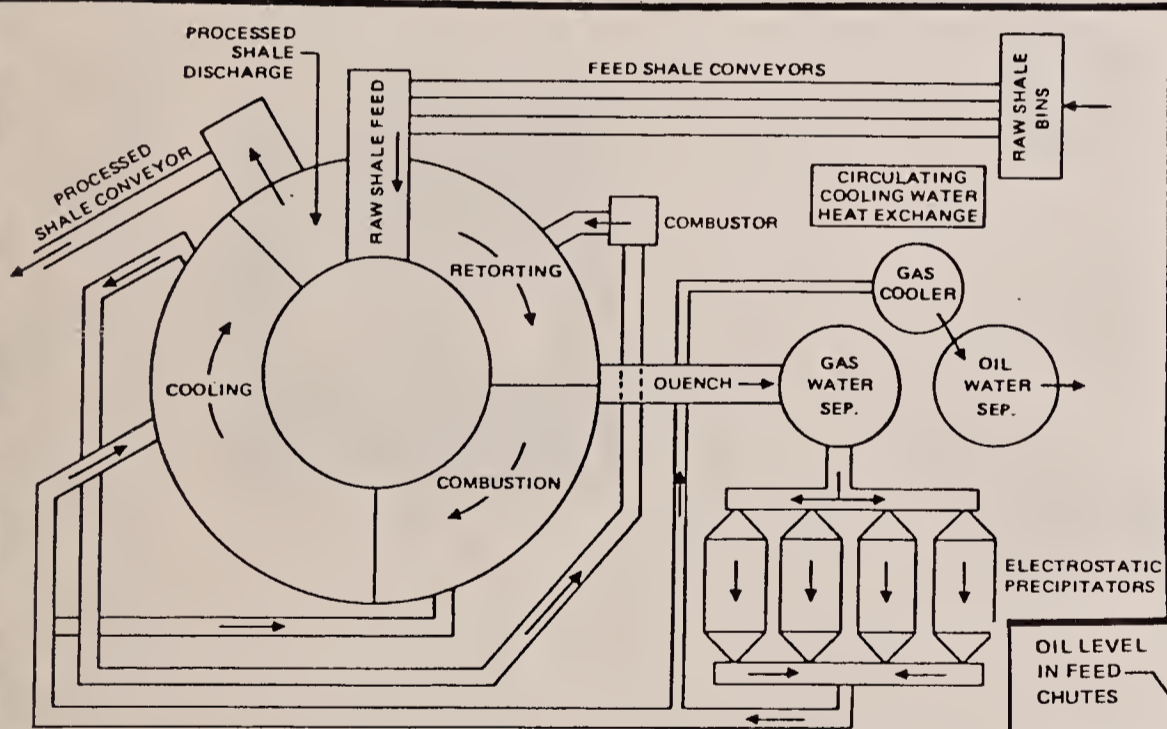 PROCESSED
SHALE
DISCHARGE
FEED SHALE CONVEYORS
RAW SHALE
BINS
RAW SHALE FEED
PROCESSED
SHALE CONVEYOR
CIRCULATING
COOLING WATER
HEAT EXCHANGE
COMBUSTOR
RETORTING
GAS
COOLER
COOLING
QUENCH
GAS
WATER
SEP.
OIL
WATER
SEP.
COMBUSTION
ELECTROSTATIC
PRECIPITATORS
OIL LEVEL
IN FEED
CHUTES